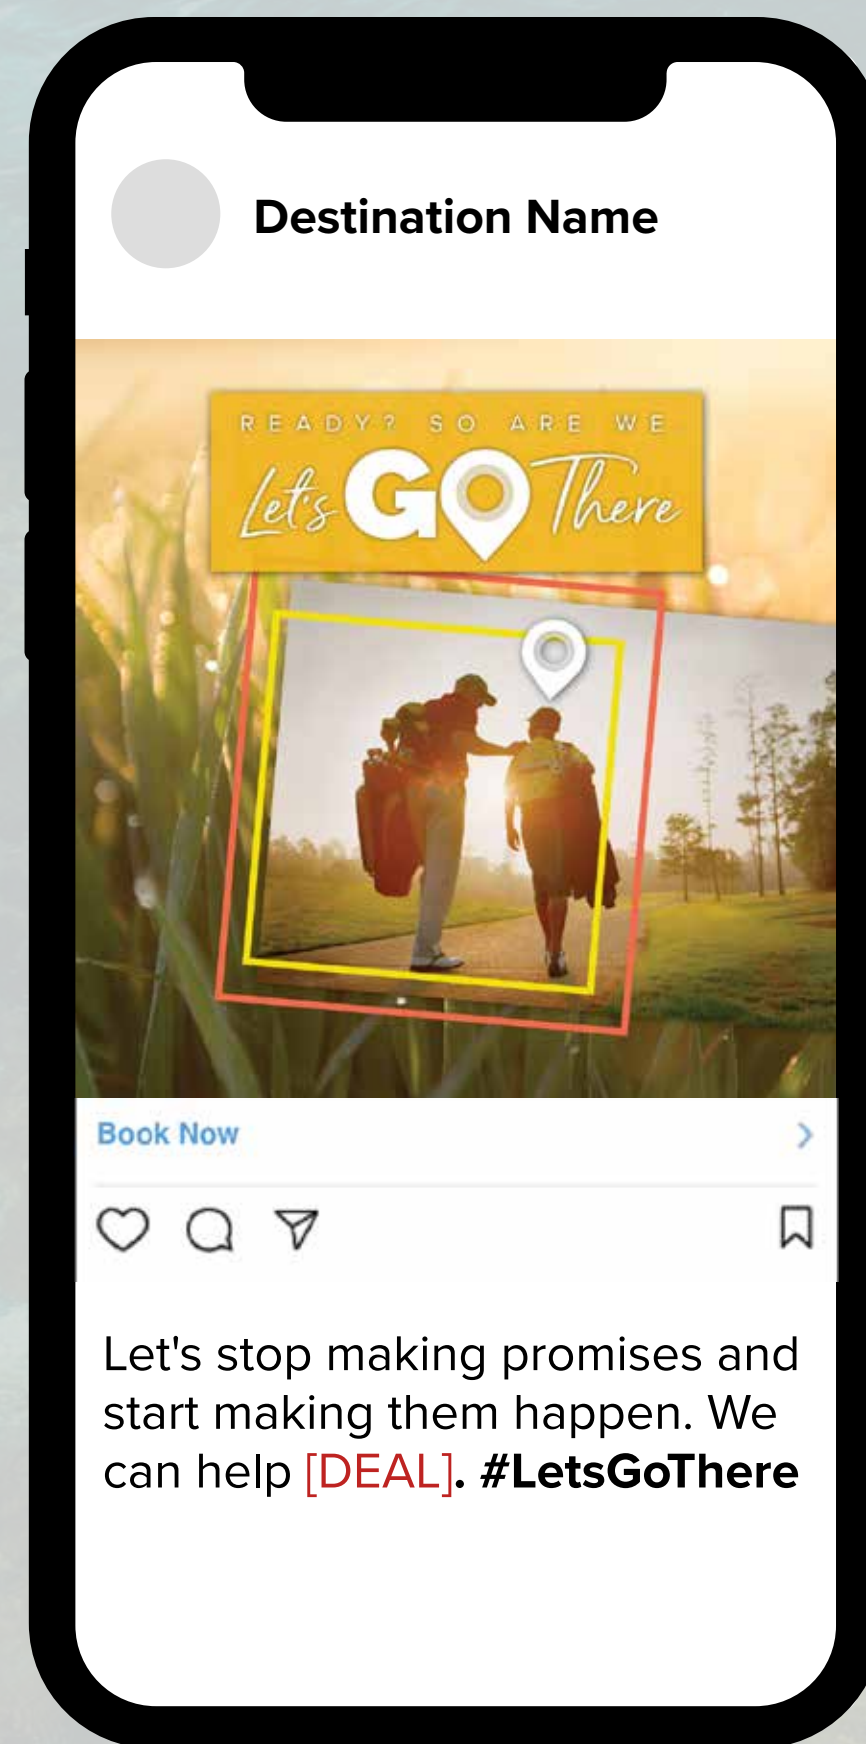 Destination Name
READY? SO ARE WE
Let's GO There
Book Now
Let's stop making promises and
start making them happen. We
can help [DEAL]. #LetsGoThere